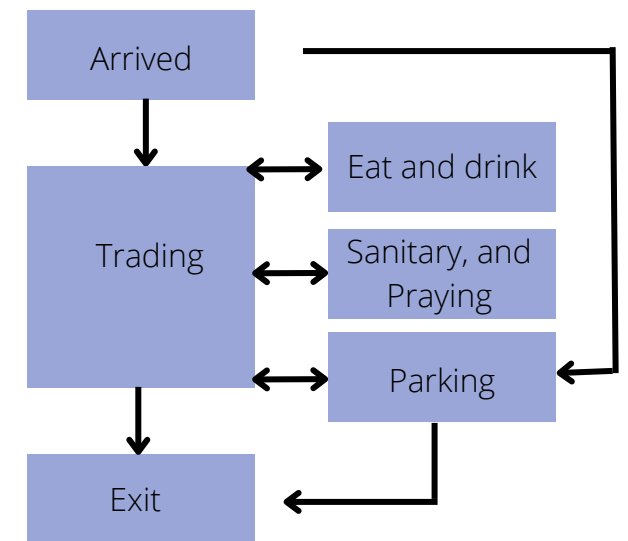 Arrived
Eat and drink
Trading
Sanitary, and
Praying
Parking
Exit